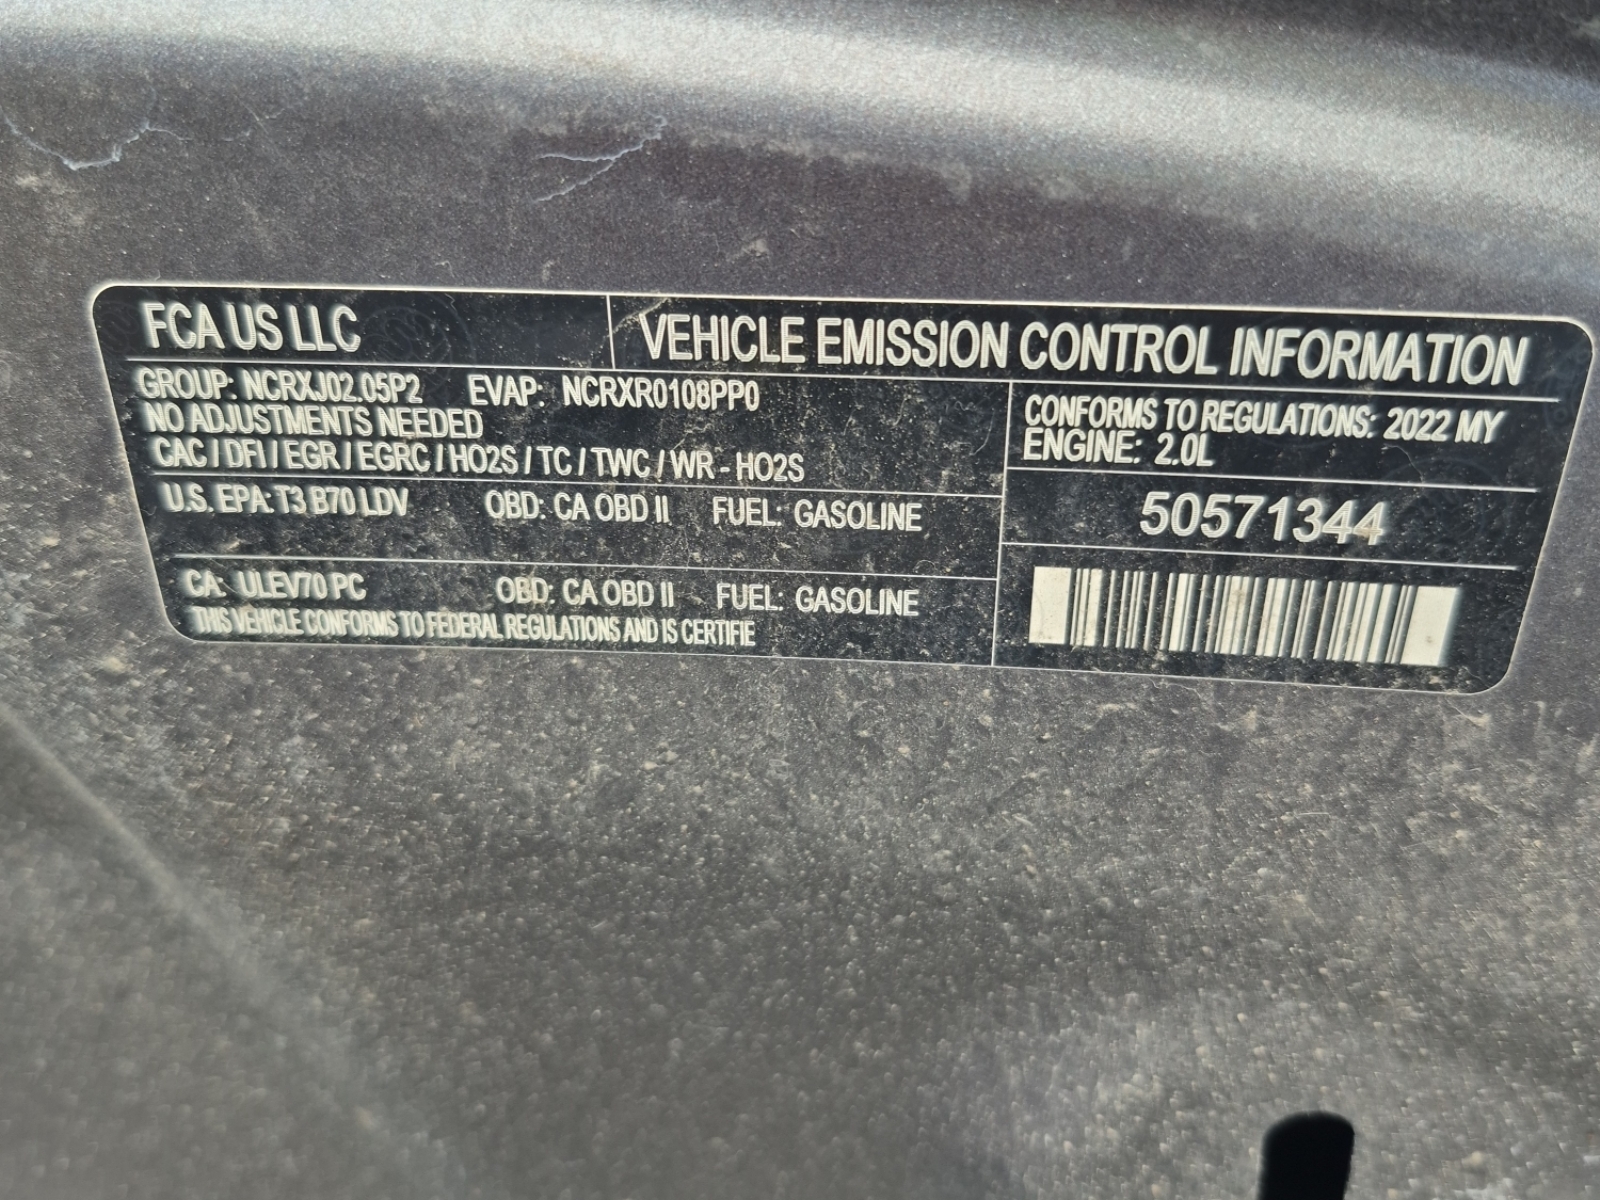 FCA US LLC
VEHICLE EMISSION CONTROL INFORMATION
GROUP: NCRXJ02.05P2 EVAP: NCRXR0108PP0
NO ADJUSTMENTS NEEDED
CAC / DFI / EGR / EGRC / HO2S / TC / TWC / WR - HO2S
U.S. EPA: T3 B70 LDV OBD: CA OBD II FUEL: GASOLINE
CA: ULEV70 PC OBD: CA OBD II FUEL: GASOLINE
THIS VEHICLE CONFORMS TO FEDERAL REGULATIONS AND IS CERTIFIE
CONFORMS TO REGULATIONS: 2022 MY
ENGINE: 2.0L
50571344